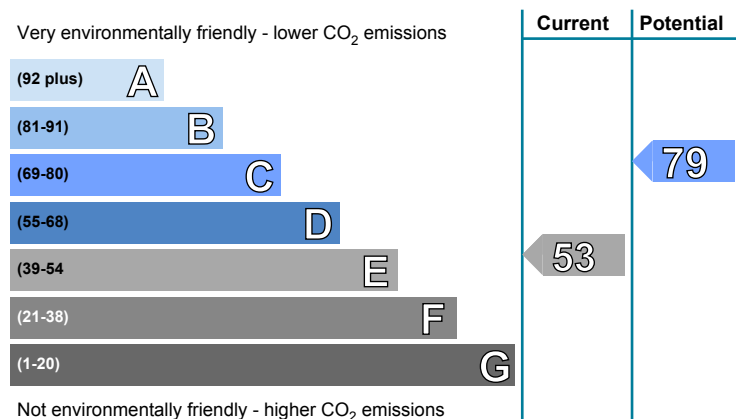 Current Potential
Very environmentally friendly - lower CO₂ emissions
(92 plus) A
(81-91) B
(69-80) C
79
(55-68) D
(39-54 E
53
(21-38) F
(1-20) G
Not environmentally friendly - higher CO₂ emissions